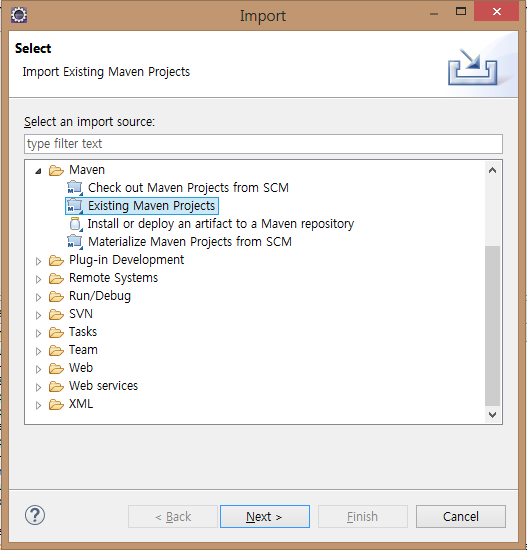 Import
Select
Import Existing Maven Projects
Select an import source:
type filter text
Maven
Check out Maven Projects from SCM
Existing Maven Projects
Install or deploy an artifact to a Maven repository
Materialize Maven Projects from SCM
Plug-in Development
Remote Systems
Run/Debug
SVN
Tasks
Team
Web
Web services
XML
? < Back Next > Finish Cancel